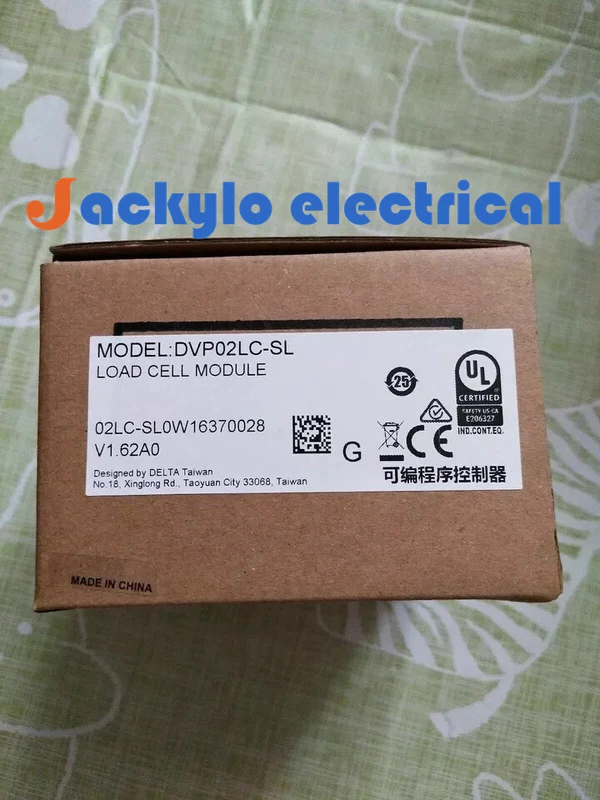 Jackylo electrical
MODEL:DVP02LC-SL
LOAD CELL MODULE
02LC-SL0W16370028
V1.62A0
Designed by DELTA Taiwan
No.18, Xinglong Rd., Taoyuan City 33068, Taiwan
G
25
UL
CERTIFIED
SAFETY US-CA
E206327
IND.CONT.EQ.
CE
可编程序控制器
MADE IN CHINA